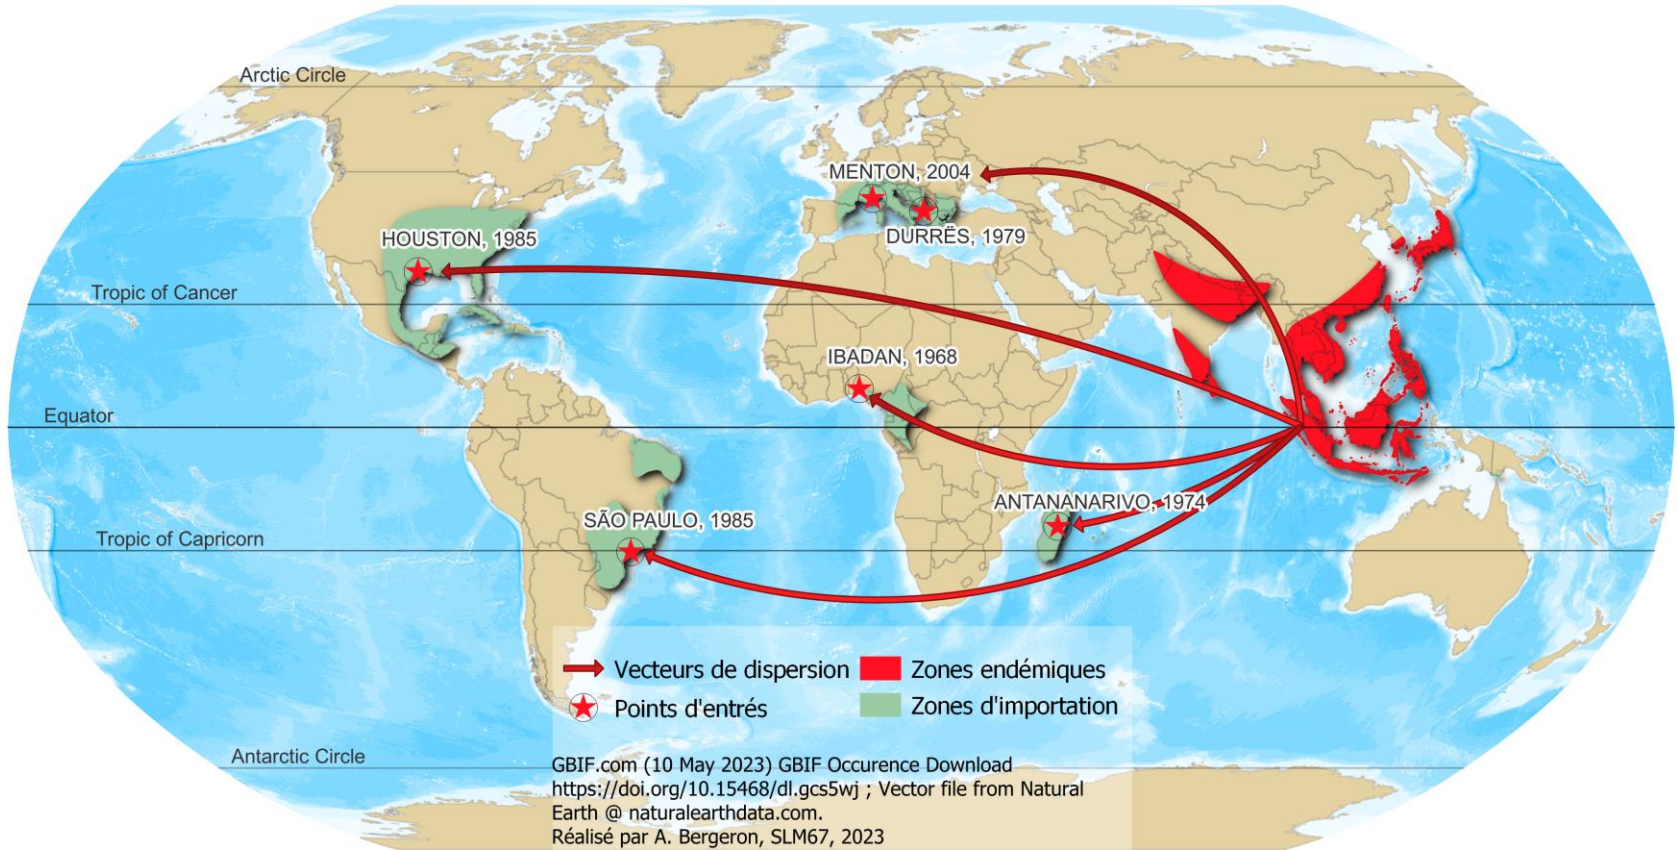 Arctic Circle
MENTON, 2004
DURRËS, 1979
HOUSTON, 1985
Tropic of Cancer
IBADAN, 1968
Equator
ANTANANARIVO, 1974
SÃO PAULO, 1985
Tropic of Capricorn
Vecteurs de dispersion
Zones endémiques
Points d'entrés
Zones d'importation
Antarctic Circle
GBIF.com (10 May 2023) GBIF Occurence Download
https://doi.org/10.15468/dl.gcs5wj ; Vector file from Natural
Earth @ naturalearthdata.com.
Réalisé par A. Bergeron, SLM67, 2023